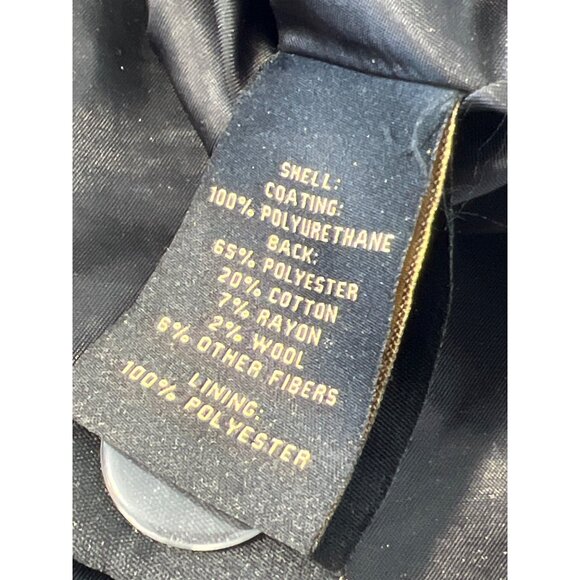 SHELL:
COATING:
100% POLYURETHANE
BACK:
65% POLYESTER
20% COTTON
7% RAYON
2% WOOL
6% OTHER FIBERS
LINING:
100% POLYESTER